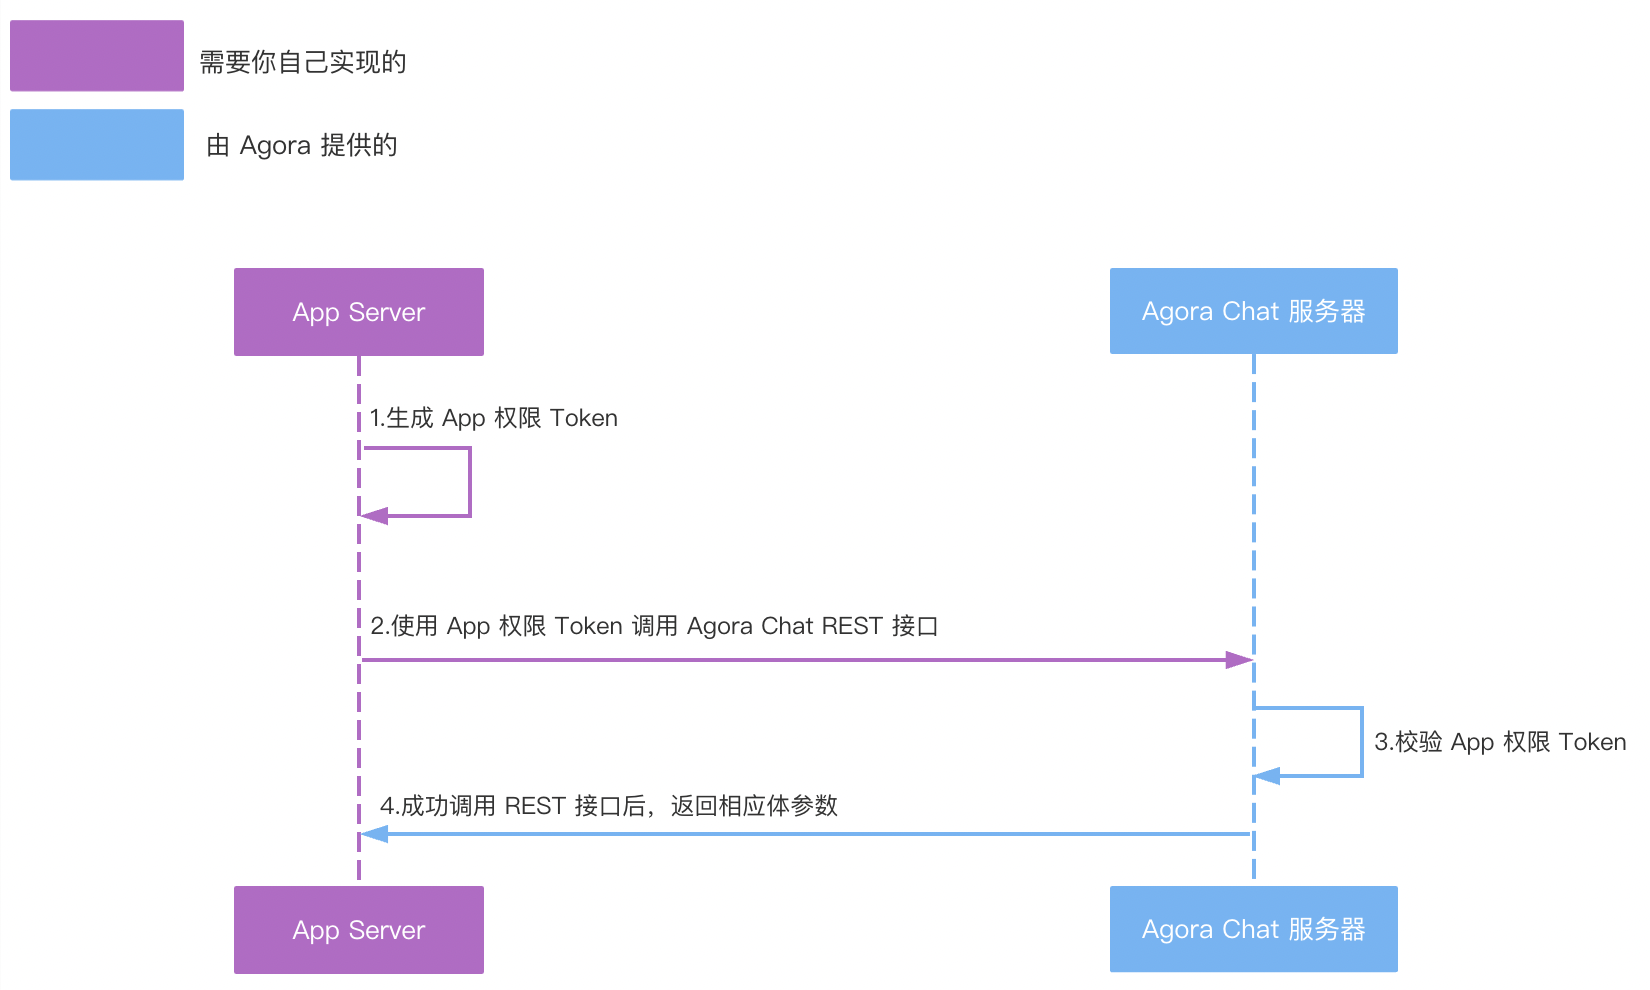 需要你自己实现的
由 Agora 提供的
App Server
Agora Chat 服务器
1.生成 App 权限 Token
2.使用 App 权限 Token 调用 Agora Chat REST 接口
3.校验 App 权限 Token
4.成功调用 REST 接口后，返回相应体参数
App Server
Agora Chat 服务器